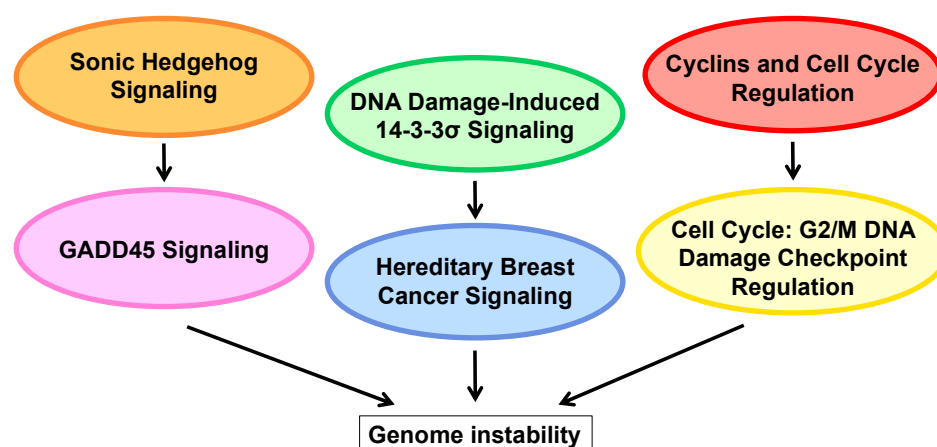 Sonic Hedgehog
Signaling
DNA Damage-Induced
14-3-3σ Signaling
Cyclins and Cell Cycle
Regulation
GADD45 Signaling
Hereditary Breast
Cancer Signaling
Cell Cycle: G2/M DNA
Damage Checkpoint
Regulation
Genome instability